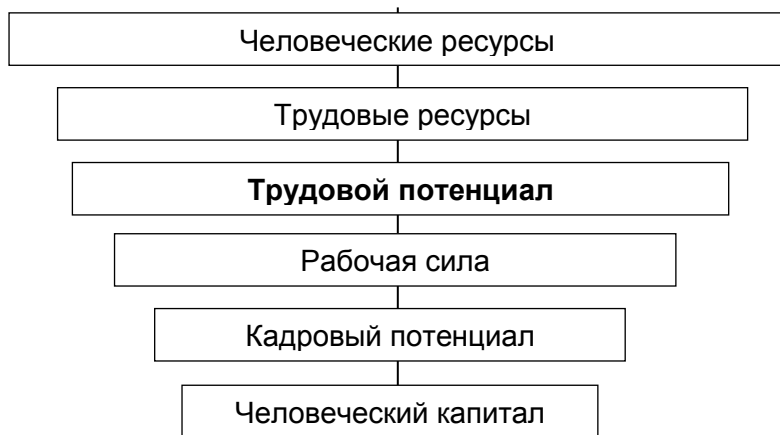 Человеческие ресурсы
Трудовые ресурсы
Трудовой потенциал
Рабочая сила
Кадровый потенциал
Человеческий капитал